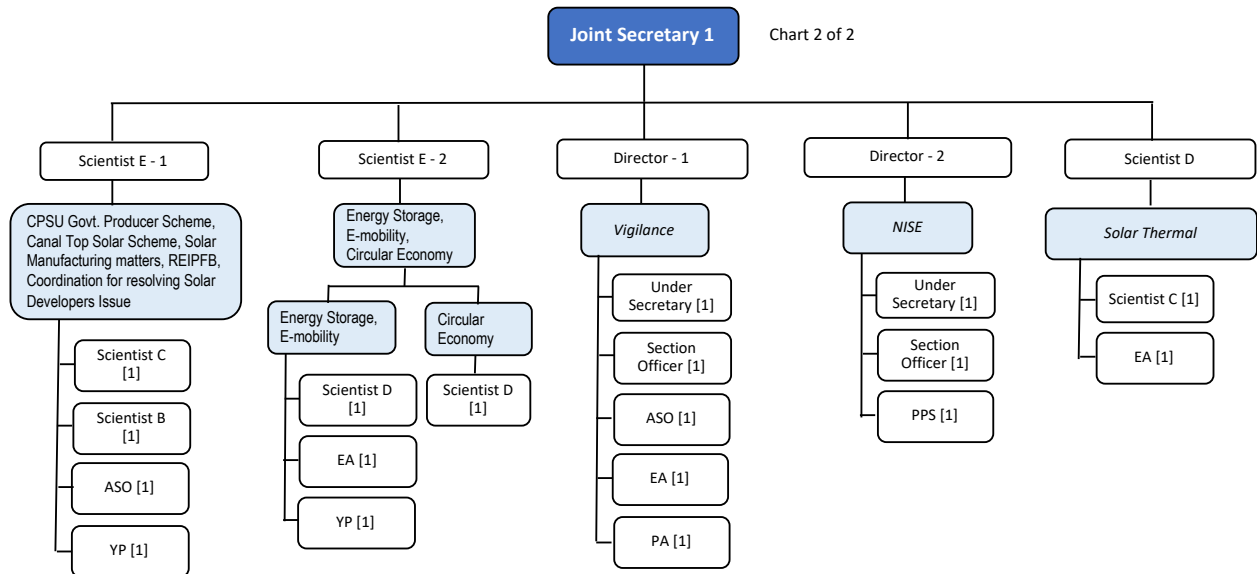 Joint Secretary 1
Chart 2 of 2
Scientist E - 1
Scientist E - 2
Director - 1
Director - 2
Scientist D
CPSU Govt. Producer Scheme,
Canal Top Solar Scheme, Solar
Manufacturing matters, REIPFB,
Coordination for resolving Solar
Developers Issue
Scientist C
[1]
Scientist B
[1]
ASO [1]
YP [1]
Energy Storage,
E-mobility,
Circular Economy
Energy Storage,
E-mobility
Scientist D
[1]
EA [1]
YP [1]
Circular
Economy
Scientist D
[1]
Vigilance
Under
Secretary [1]
Section
Officer [1]
ASO [1]
EA [1]
PA [1]
NISE
Under
Secretary [1]
Section
Officer [1]
PPS [1]
Solar Thermal
Scientist C [1]
EA [1]